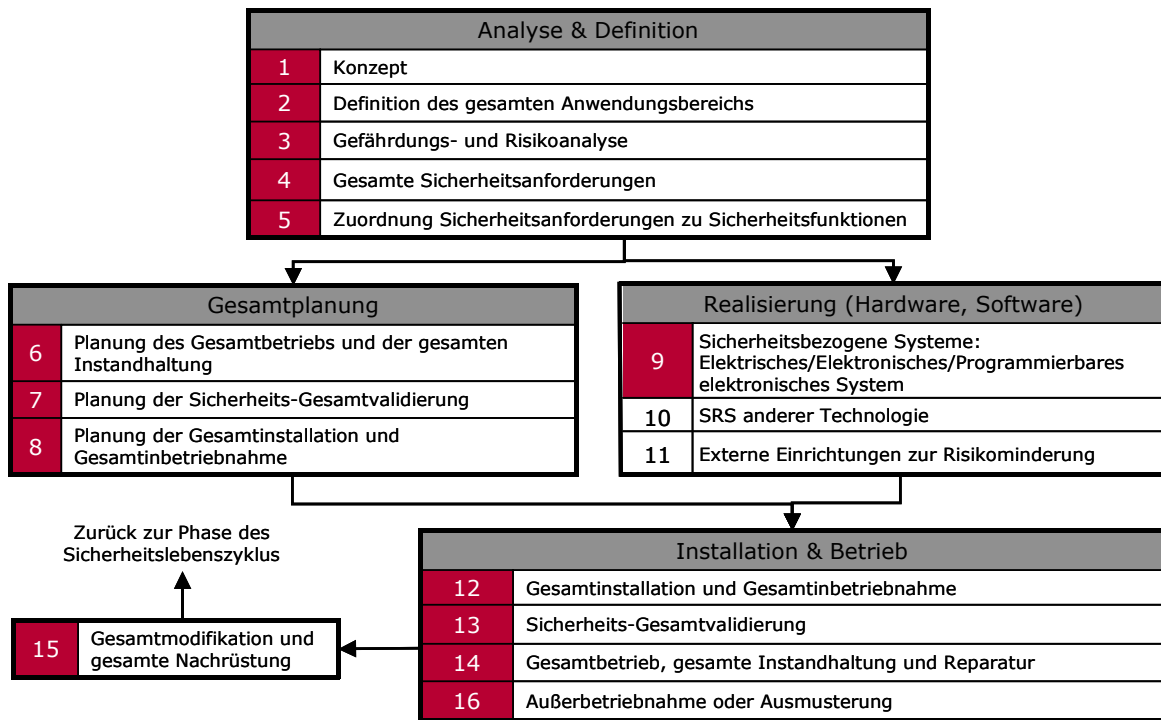 Analyse & Definition
1 Konzept
2 Definition des gesamten Anwendungsbereichs
3 Gefährdungs- und Risikoanalyse
4 Gesamte Sicherheitsanforderungen
5 Zuordnung Sicherheitsanforderungen zu Sicherheitsfunktionen
Gesamtplanung
6 Planung des Gesamtbetriebs und der gesamten
Instandhaltung
7 Planung der Sicherheits-Gesamtvalidierung
8 Planung der Gesamtinstallation und
Gesamtinbetriebnahme
Realisierung (Hardware, Software)
9 Sicherheitsbezogene Systeme:
Elektrisches/Elektronisches/Programmierbares
elektronisches System
10 SRS anderer Technologie
11 Externe Einrichtungen zur Risikominderung
Zurück zur Phase des
Sicherheitslebenszyklus
15 Gesamtmodifikation und
gesamte Nachrüstung
Installation & Betrieb
12 Gesamtinstallation und Gesamtinbetriebnahme
13 Sicherheits-Gesamtvalidierung
14 Gesamtbetrieb, gesamte Instandhaltung und Reparatur
16 Außerbetriebnahme oder Ausmusterung